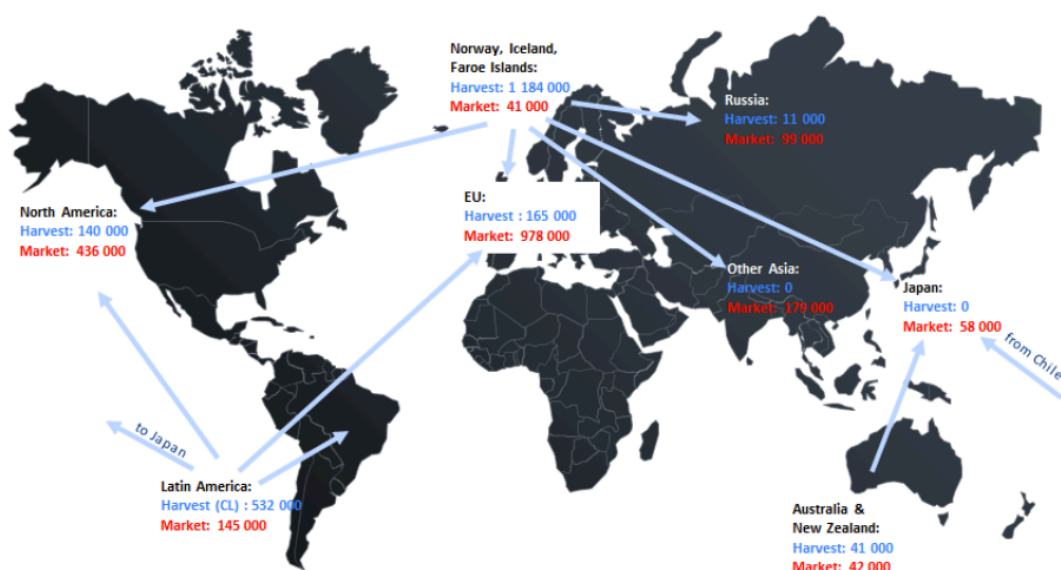 Norway, Iceland,
Faroe Islands:
Harvest: 1 184 000
Market: 41 000
Russia:
Harvest: 11 000
Market: 99 000
North America:
Harvest: 140 000
Market: 436 000
EU:
Harvest : 165 000
Market: 978 000
Other Asia:
Harvest: 0
Market: 179 000
Japan:
Harvest: 0
Market: 58 000
from Chile
to Japan
Latin America:
Harvest (CL) : 532 000
Market: 145 000
Australia &
New Zealand:
Harvest: 41 000
Market: 42 000